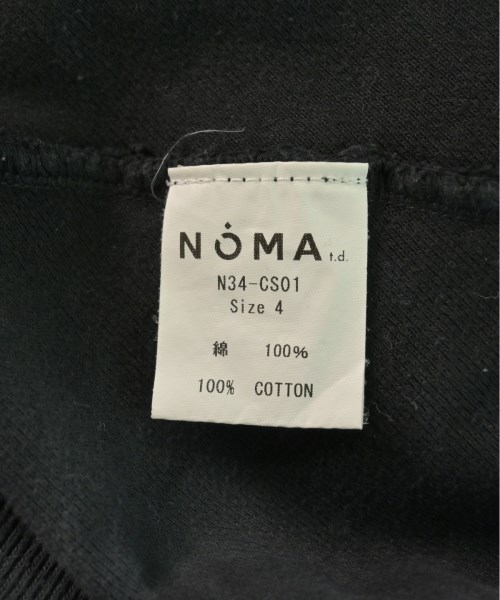 NOMA t.d.
N34-CS01
Size 4
綿 100%
100% COTTON